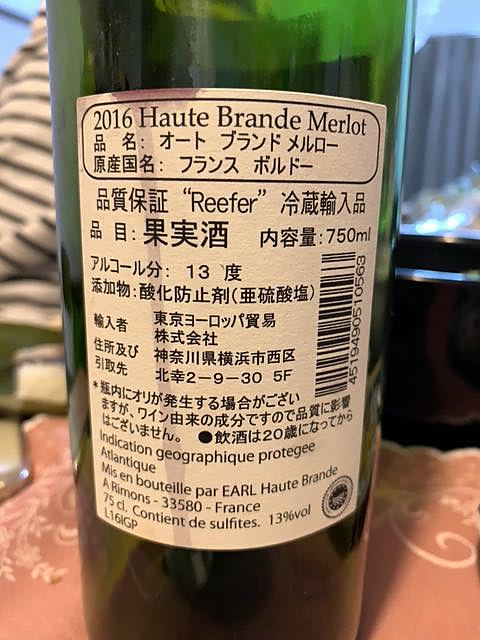 2016 Haute Brande Merlot
品　名：　オート　ブランド メルロー
原産国名：　フランス　ボルドー
品質保証 “Reefer” 冷蔵輸入品
品 目：果実酒　内容量：750ml
アルコール分：　13　度
添加物：酸化防止剤（亜硫酸塩）
輸入者　東京ヨーロッパ貿易
株式会社
住所及び　神奈川県横浜市西区
引取先　北幸2－9－30 5F
4519490510563
＊瓶内にオリが発生する場合がござい
ますが、ワイン由来の成分ですので品質に影響
はございません。　●飲酒は20歳になってから
Indication geographique protegee
Atlantique
Mis en bouteille par EARL Haute Brande
A Rimons - 33580 - France
75 cl. Contient de sulfites. 13%vol
L16IGP